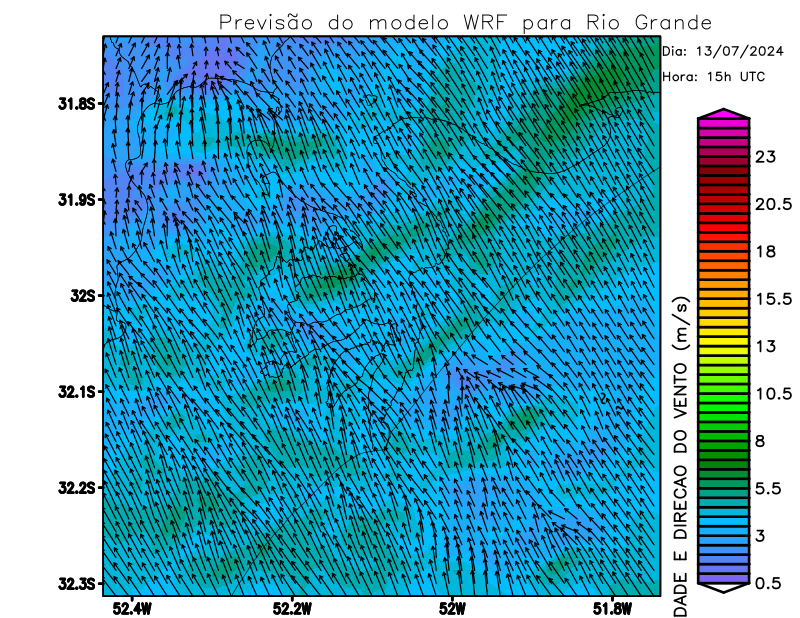 Previsão do modelo WRF para Rio Grande
Dia: 13/07/2024
Hora: 15h UTC
31.8S
31.9S
32S
32.1S
32.2S
32.3S
52.4W
52.2W
52W
51.8W
23
20.5
18
15.5
13
10.5
8
5.5
3
0.5
DADE E DIRECAO DO VENTO (m/s)